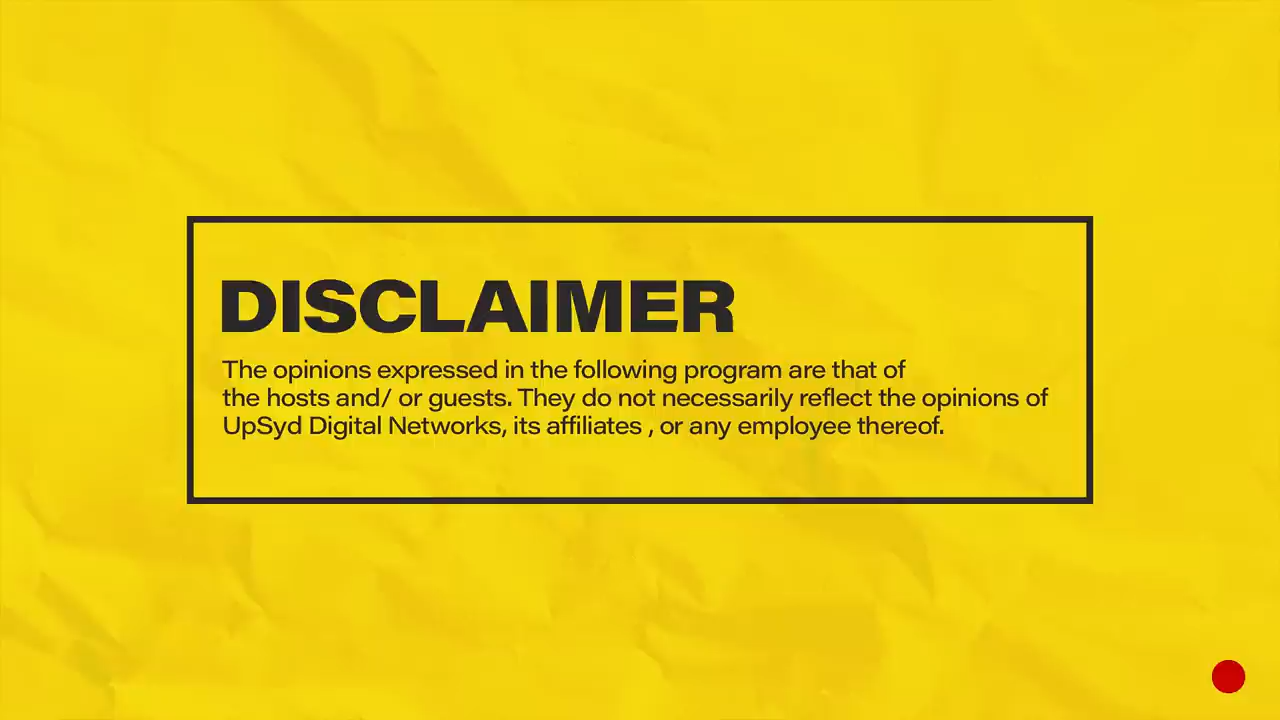 DISCLAIMER
The opinions expressed in the following program are that of
the hosts and/ or guests. They do not necessarily reflect the opinions of
UpSyd Digital Networks, its affiliates , or any employee thereof.